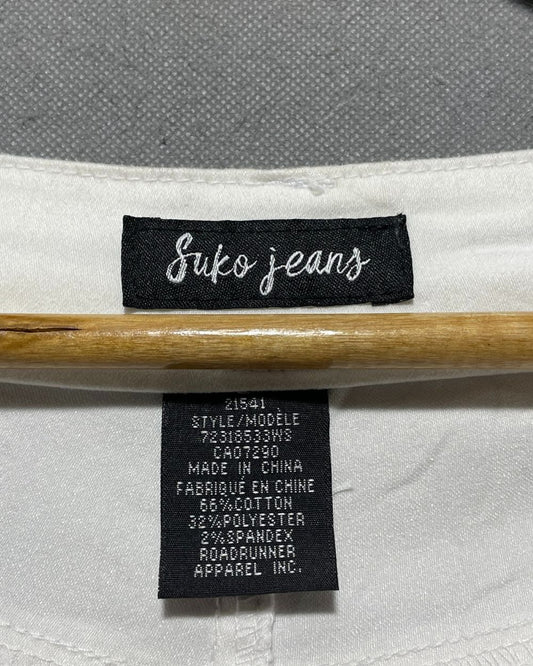 Suko jeans
21541
STYLE/MODÈLE
72318533WS
CA07290
MADE IN CHINA
FABRIQUÉ EN CHINE
66%COTTON
32%POLYESTER
2%SPANDEX
ROADRUNNER
APPAREL INC.